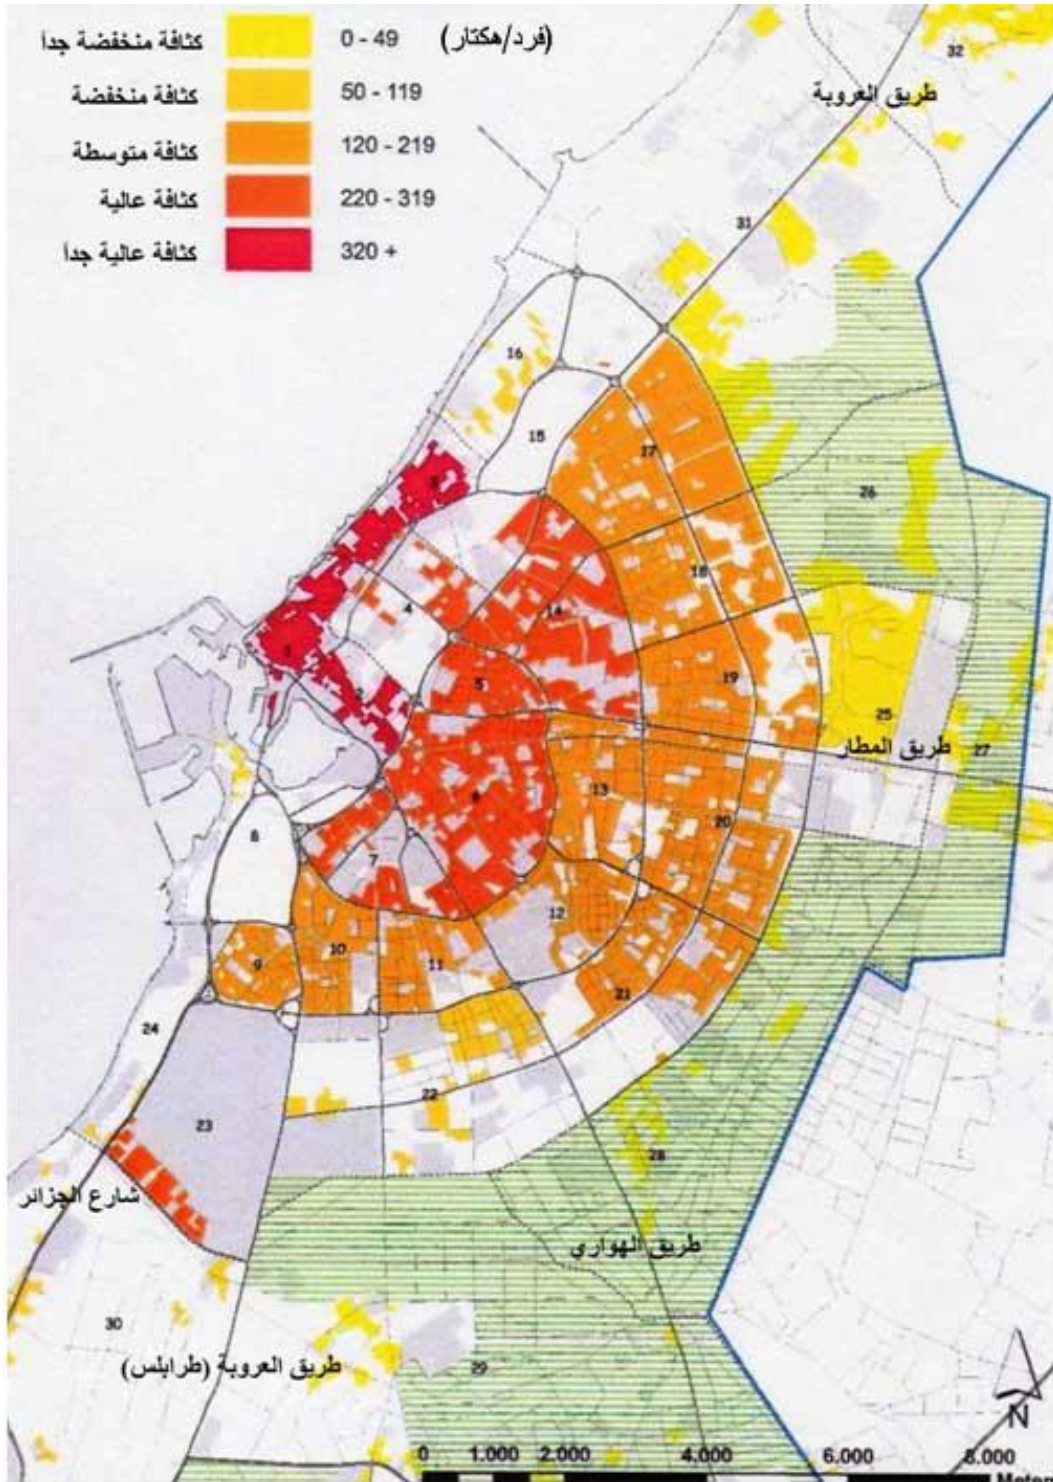 كثافة منخفضة جداً 0 - 49 (فرد/هكتار)
كثافة منخفضة 50 - 119
كثافة متوسطة 120 - 219
كثافة عالية 220 - 319
كثافة عالية جداً 320 +
32
طريق العروبة
31
16
15
17
3
26
18
4
14
1
5
19
2
25
طريق المطار
27
6
13
20
8
7
12
10
9
11
21
24
22
23
28
شارع الجزائر
طريق الهواري
30
طريق العروبة (طرابلس)
29
N
0 1.000 2.000 4.000 6.000 8.000